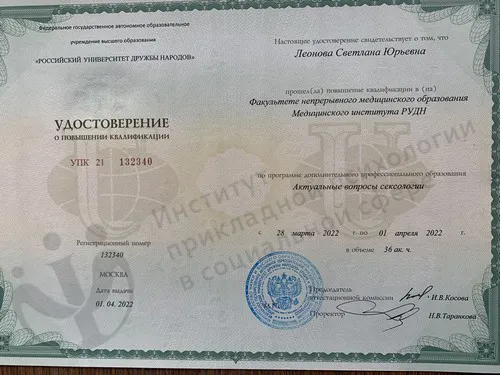 Федеральное государственное автономное образовательное
учреждение высшего образования
«РОССИЙСКИЙ УНИВЕРСИТЕТ ДРУЖБЫ НАРОДОВ»
УДОСТОВЕРЕНИЕ
О ПОВЫШЕНИИ КВАЛИФИКАЦИИ
УПК 21 132340
Регистрационный номер
132340
МОСКВА
Дата выдачи
01. 04. 2022
Настоящее удостоверение свидетельствует о том, что
Леонова Светлана Юрьевна
прошел(ла) повышение квалификации в (на)
Факультете непрерывного медицинского образования
Медицинского института РУДН
по программе дополнительного профессионального образования
Актуальные вопросы сексологии
с 28 марта 2022 г. по 01 апреля 2022 г.
в объеме 36 ак. ч.
Председатель
аттестационной комиссии И.В.Косова
Проректор Н.В.Таранкова
Институт
прикладной психологии
в социальной сфере